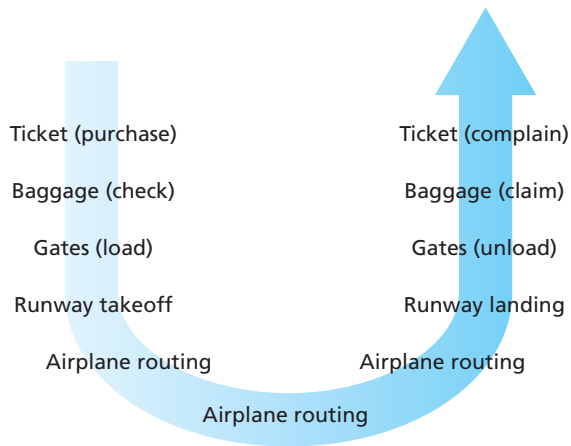 Ticket (purchase)
Baggage (check)
Gates (load)
Runway takeoff
Airplane routing
Airplane routing
Airplane routing
Runway landing
Gates (unload)
Baggage (claim)
Ticket (complain)